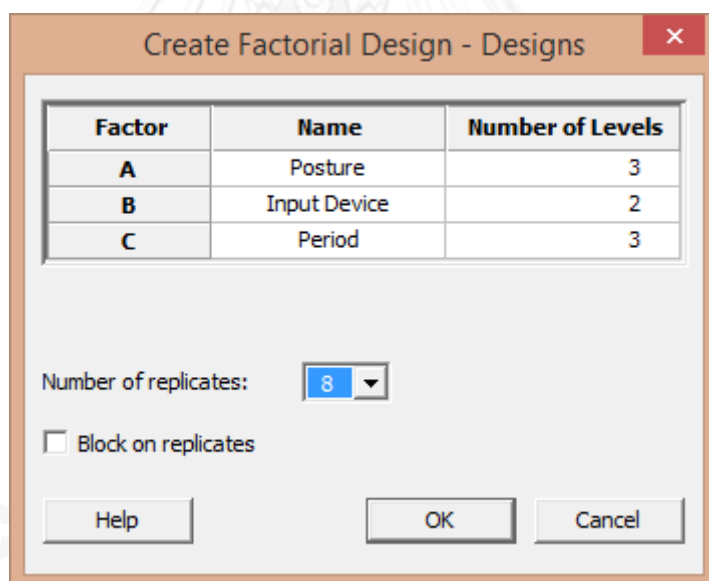 Create Factorial Design - Designs
Factor Name Number of Levels
A Posture 3
B Input Device 2
C Period 3
Number of replicates: 8
Block on replicates
Help OK Cancel